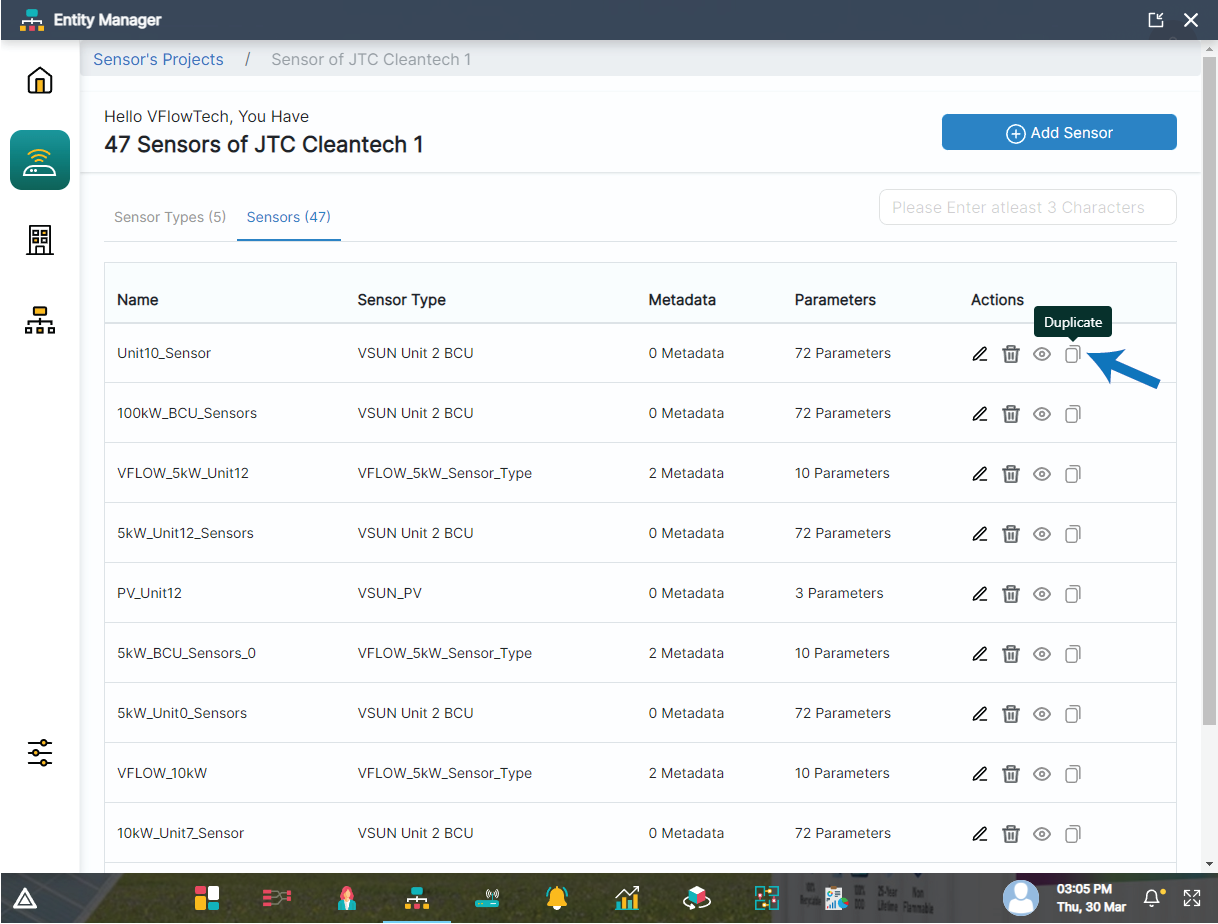 Entity Manager
Sensor's Projects / Sensor of JTC Cleantech 1
Hello VFlowTech, You Have
47 Sensors of JTC Cleantech 1
Add Sensor
Sensor Types (5) Sensors (47)
Please Enter atleast 3 Characters
Name Sensor Type Metadata Parameters Actions
Duplicate
Unit10_Sensor VSUN Unit 2 BCU 0 Metadata 72 Parameters
100kW_BCU_Sensors VSUN Unit 2 BCU 0 Metadata 72 Parameters
VFLOW_5kW_Unit12 VFLOW_5kW_Sensor_Type 2 Metadata 10 Parameters
5kW_Unit12_Sensors VSUN Unit 2 BCU 0 Metadata 72 Parameters
PV_Unit12 VSUN_PV 0 Metadata 3 Parameters
5kW_BCU_Sensors_0 VFLOW_5kW_Sensor_Type 2 Metadata 10 Parameters
5kW_Unit0_Sensors VSUN Unit 2 BCU 0 Metadata 72 Parameters
VFLOW_10kW VFLOW_5kW_Sensor_Type 2 Metadata 10 Parameters
10kW_Unit7_Sensor VSUN Unit 2 BCU 0 Metadata 72 Parameters
03:05 PM
Thu, 30 Mar